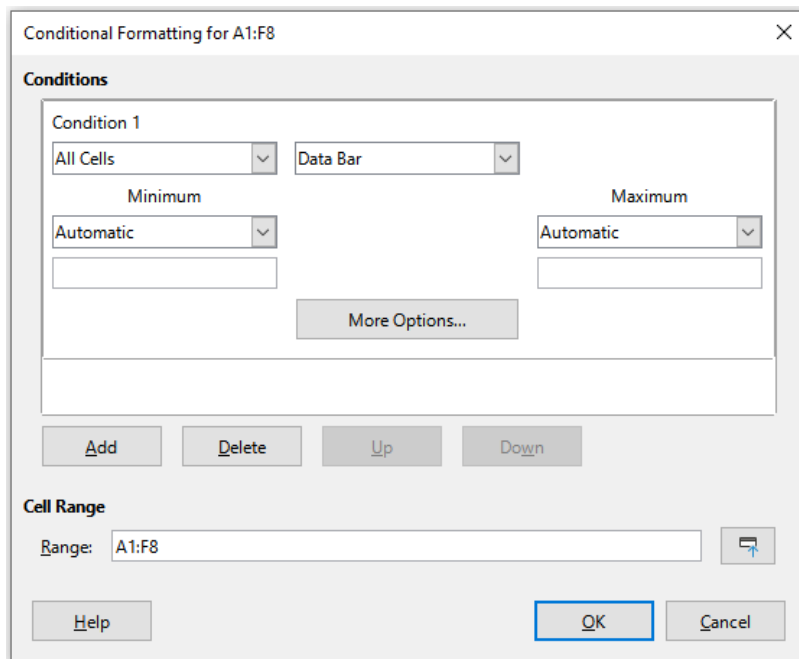 Conditional Formatting for A1:F8
Conditions
Condition 1
All Cells Data Bar
Minimum Maximum
Automatic Automatic
More Options...
Add Delete Up Down
Cell Range
Range: A1:F8
Help OK Cancel